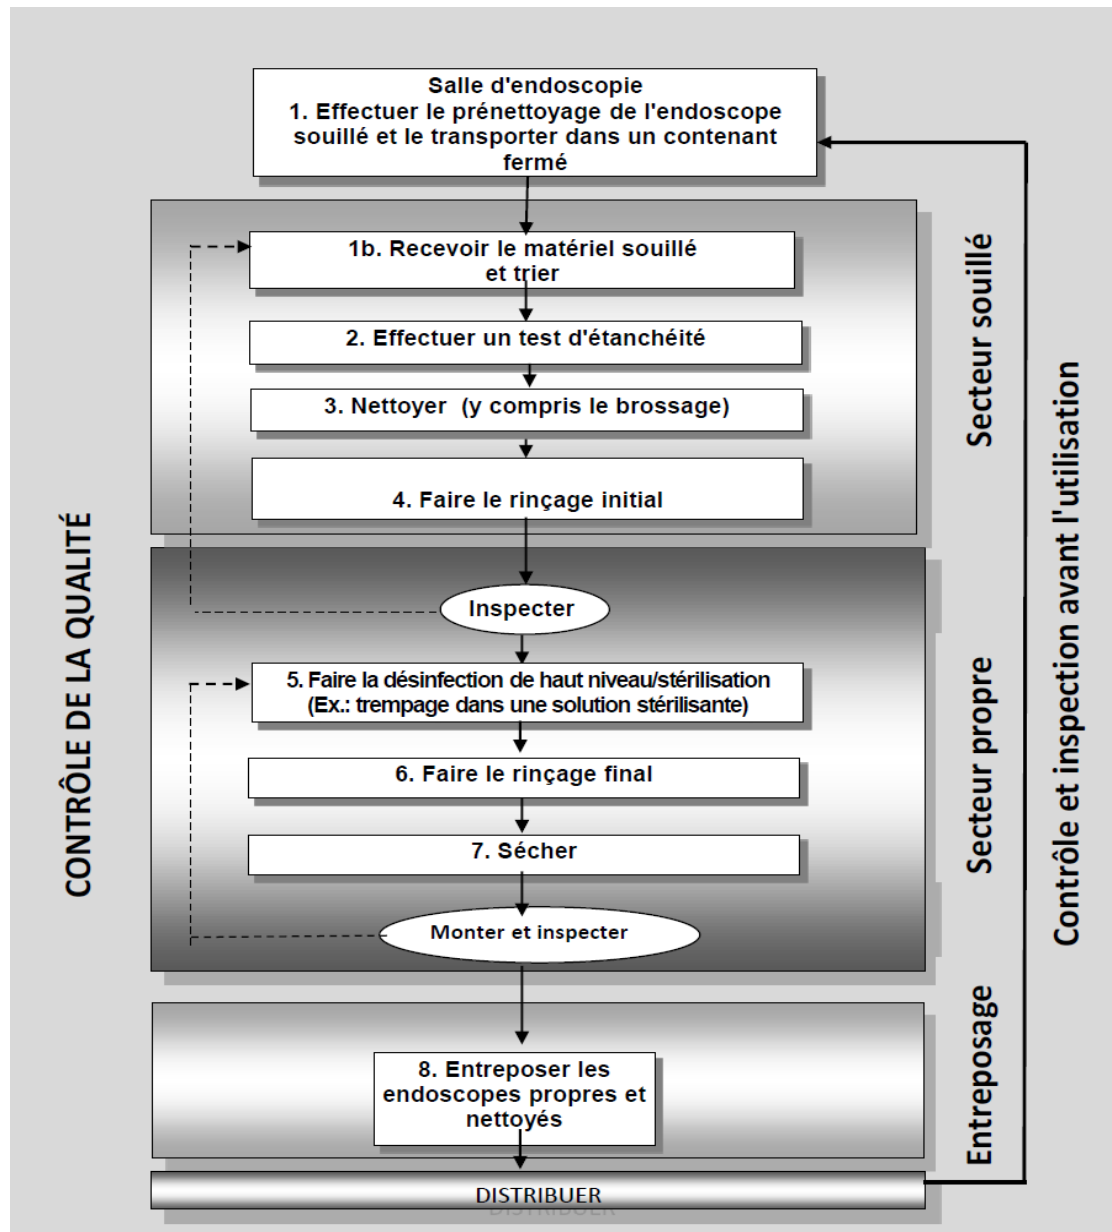 Salle d'endoscopie
1. Effectuer le prénettoyage de l'endoscope
souillé et le transporter dans un contenant
fermé
1b. Recevoir le matériel souillé
et trier
2. Effectuer un test d'étanchéité
3. Nettoyer (y compris le brossage)
4. Faire le rinçage initial
Inspecter
5. Faire la désinfection de haut niveau/stérilisation
(Ex.: trempage dans une solution stérilisante)
6. Faire le rinçage final
7. Sécher
Monter et inspecter
8. Entreposer les
endoscopes propres et
nettoyés
DISTRIBUER
CONTRÔLE DE LA QUALITÉ
Secteur souillé
Secteur propre
Entreposage
Contrôle et inspection avant l'utilisation